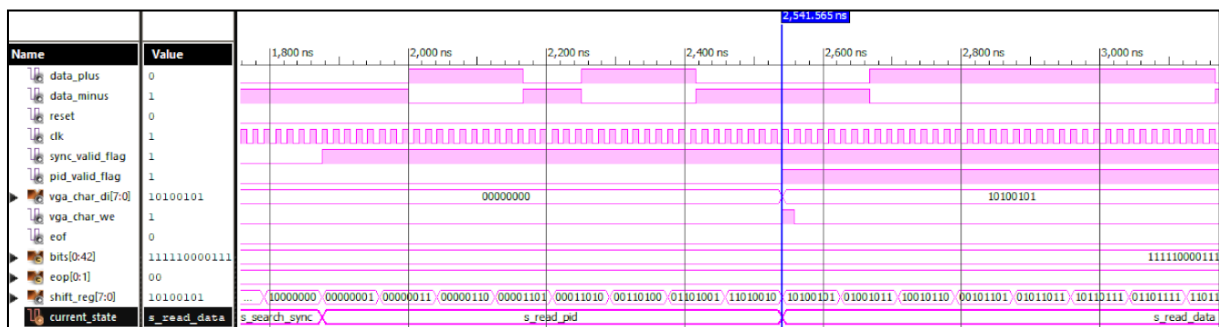 2,541.565 ns
Name Value 1,800 ns 2,000 ns 2,200 ns 2,400 ns 2,600 ns 2,800 ns 3,000 ns
data_plus 0
data_minus 1
reset 0
clk 1
sync_valid_flag 1
pid_valid_flag 1
vga_char_di[7:0] 10100101 00000000 10100101
vga_char_we 1
eof 0
bits[0:42] 111110000111 111110000111
eop[0:1] 00
shift_reg[7:0] 10100101 ... 10000000 00000001 00000011 00000110 00001101 00011010 00110100 01101001 11010010 10100101 01001011 10010110 00101101 01011011 10110111 01101111 11011
current_state s_read_data s_search_sync s_read_pid s_read_data